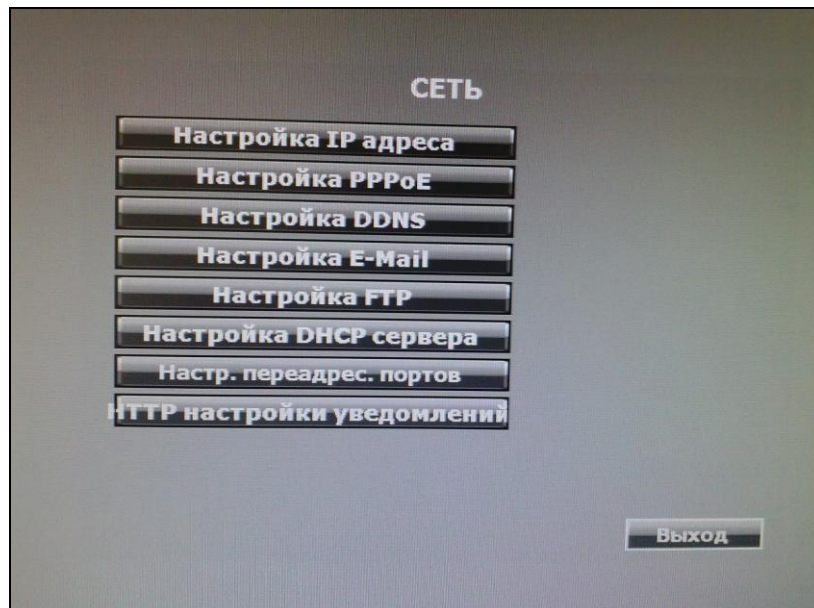 СЕТЬ
Настройка IP адреса
Настройка PPPoE
Настройка DDNS
Настройка E-Mail
Настройка FTP
Настройка DHCP сервера
Настр. переадрес. портов
HTTP настройки уведомлений
Выход